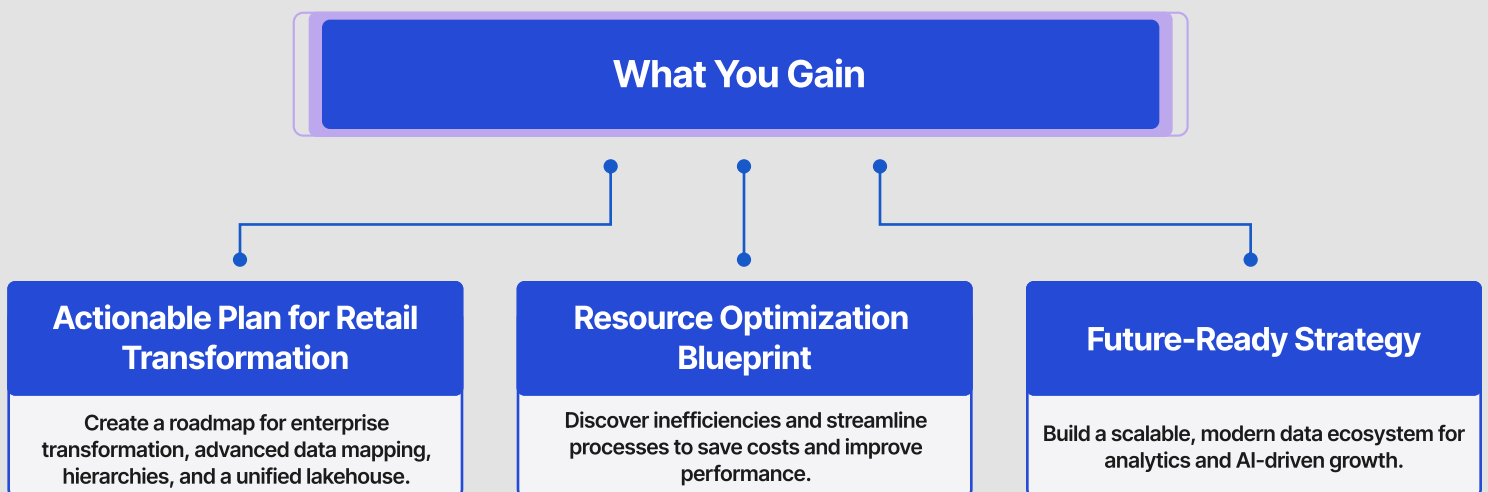 What You Gain
Actionable Plan for Retail
Transformation
Create a roadmap for enterprise
transformation, advanced data mapping,
hierarchies, and a unified lakehouse.
Resource Optimization
Blueprint
Discover inefficiencies and streamline
processes to save costs and improve
performance.
Future-Ready Strategy
Build a scalable, modern data ecosystem for
analytics and AI-driven growth.